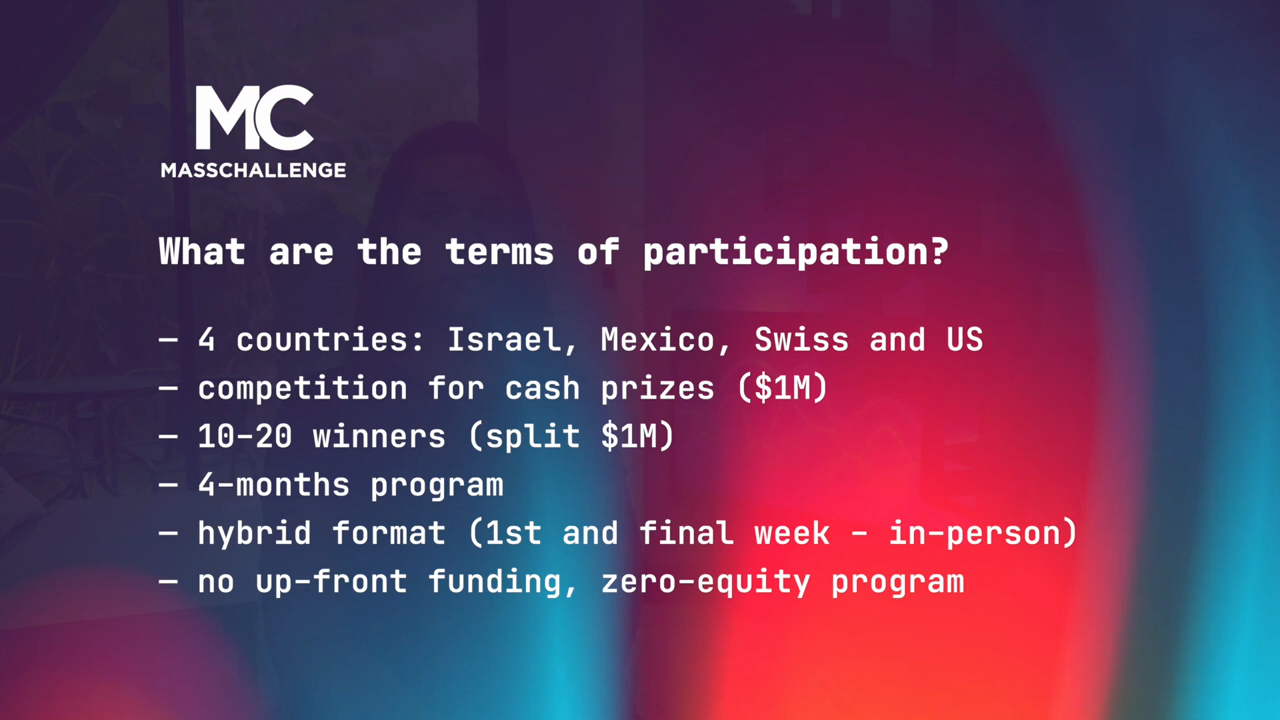 MC
MASSCHALLENGE
What are the terms of participation?
– 4 countries: Israel, Mexico, Swiss and US
– competition for cash prizes ($1M)
– 10-20 winners (split $1M)
– 4-months program
– hybrid format (1st and final week - in-person)
– no up-front funding, zero-equity program